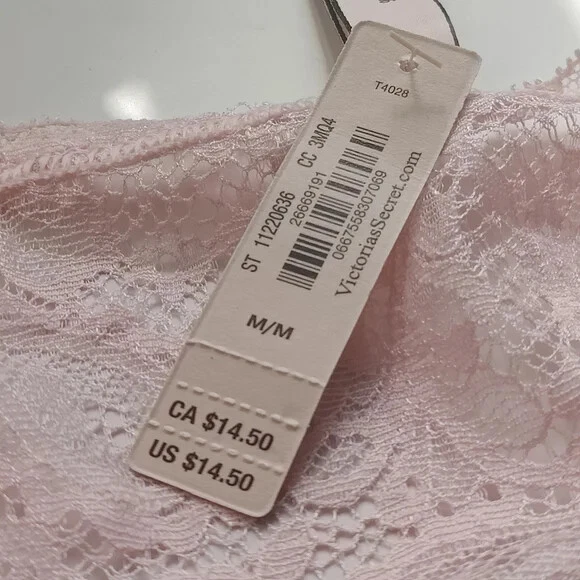 T4028
ST 11220636 CC 3MQ4
26669191
0667558307069
VictoriasSecret.com
M/M
CA $14.50
US $14.50